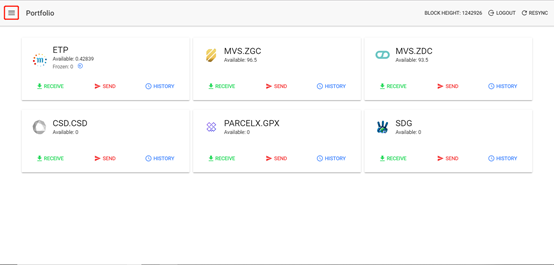 Portfolio
BLOCK HEIGHT: 1242926 LOGOUT RESYNC
ETP
Available: 0.42839
Frozen: 0
RECEIVE SEND HISTORY
MVS.ZGC
Available: 96.5
RECEIVE SEND HISTORY
MVS.ZDC
Available: 93.5
RECEIVE SEND HISTORY
CSD.CSD
Available: 0
RECEIVE SEND HISTORY
PARCELX.GPX
Available: 0
RECEIVE SEND HISTORY
SDG
Available: 0
RECEIVE SEND HISTORY